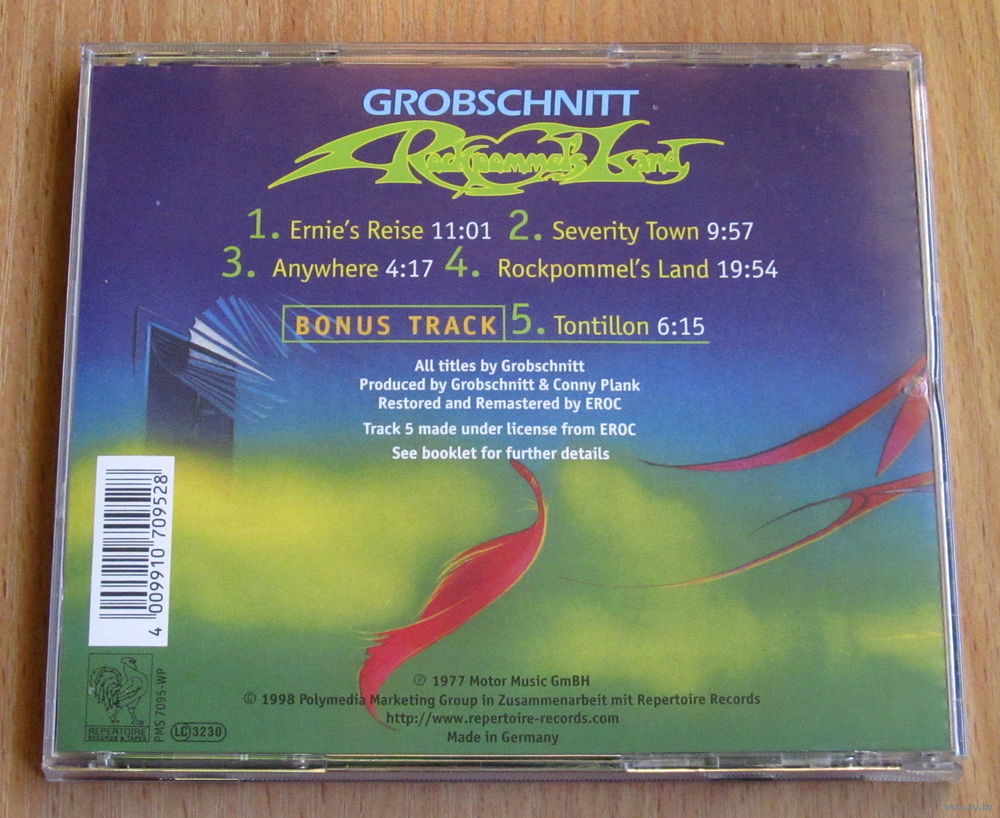 GROBSCHNITT
Rockpommel's Land
1. Ernie's Reise 11:01 2. Severity Town 9:57
3. Anywhere 4:17 4. Rockpommel's Land 19:54
BONUS TRACK 5. Tontillon 6:15
All titles by Grobschnitt
Produced by Grobschnitt & Conny Plank
Restored and Remastered by EROC
Track 5 made under license from EROC
See booklet for further details
4 009910 709528
REPERTOIRE
RECORDS & TAPES
PMS 7095-WP
LC 3230
℗ 1977 Motor Music GmBH
© 1998 Polymedia Marketing Group in Zusammenarbeit mit Repertoire Records
http://www.repertoire-records.com
Made in Germany